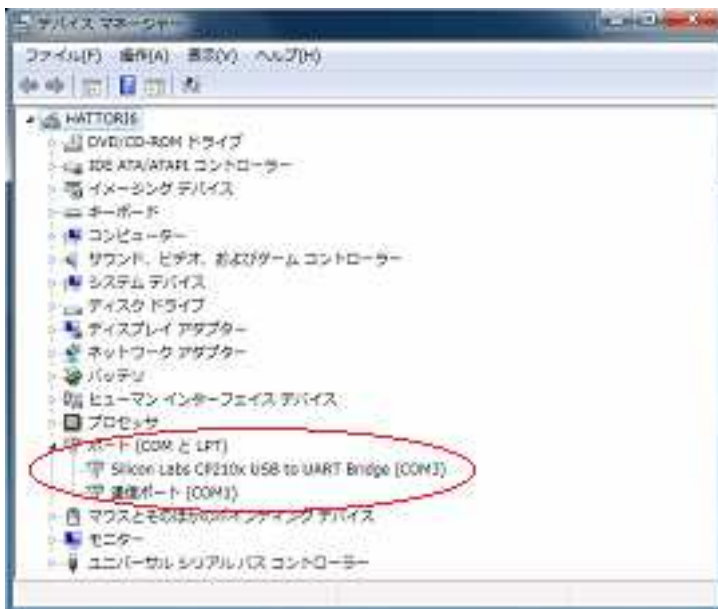 デバイス マネージャー
ファイル(F) 操作(A) 表示(V) ヘルプ(H)
HATTORI6
DVD/CD-ROM ドライブ
IDE ATA/ATAPI コントローラー
イメージング デバイス
キーボード
コンピューター
サウンド、ビデオ、およびゲーム コントローラー
システム デバイス
ディスク ドライブ
ディスプレイ アダプター
ネットワーク アダプター
バッテリ
ヒューマン インターフェイス デバイス
プロセッサ
ポート (COM と LPT)
Silicon Labs CP210x USB to UART Bridge (COM3)
通信ポート (COM1)
マウスとそのほかのポインティング デバイス
モニター
ユニバーサル シリアル バス コントローラー